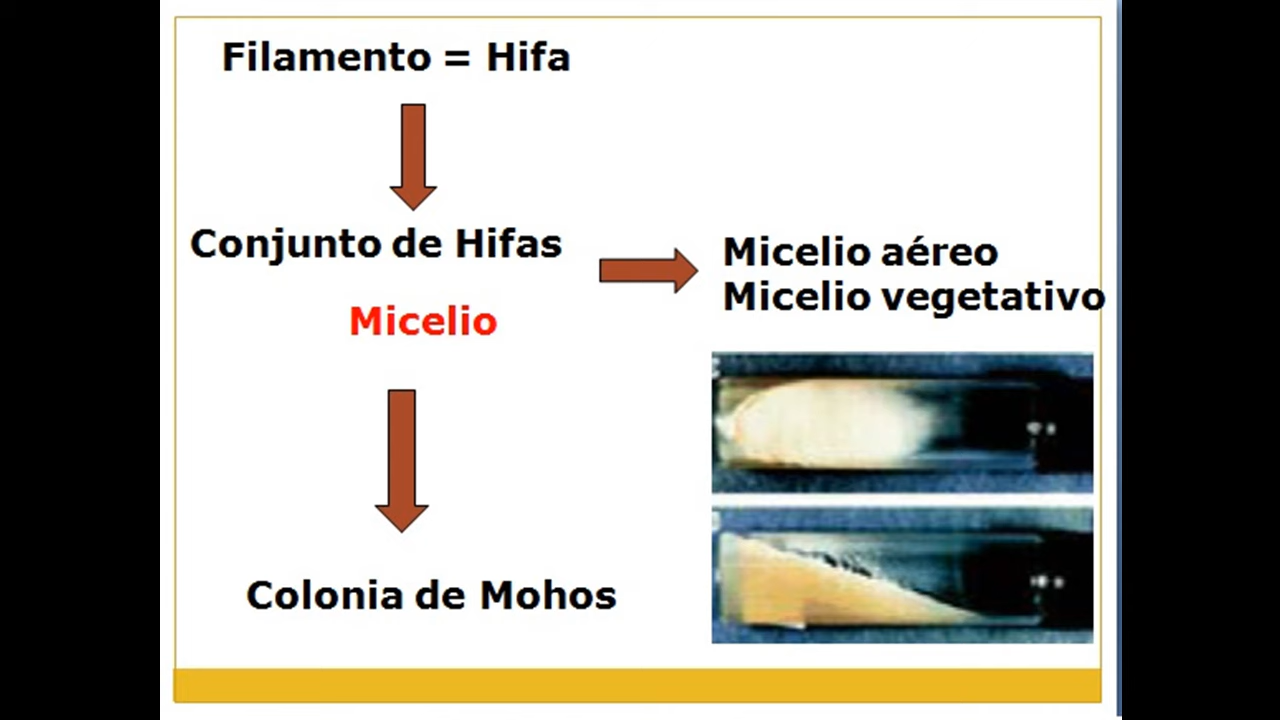 Filamento = Hifa
Conjunto de Hifas
Micelio
Micelio aéreo
Micelio vegetativo
Colonia de Mohos